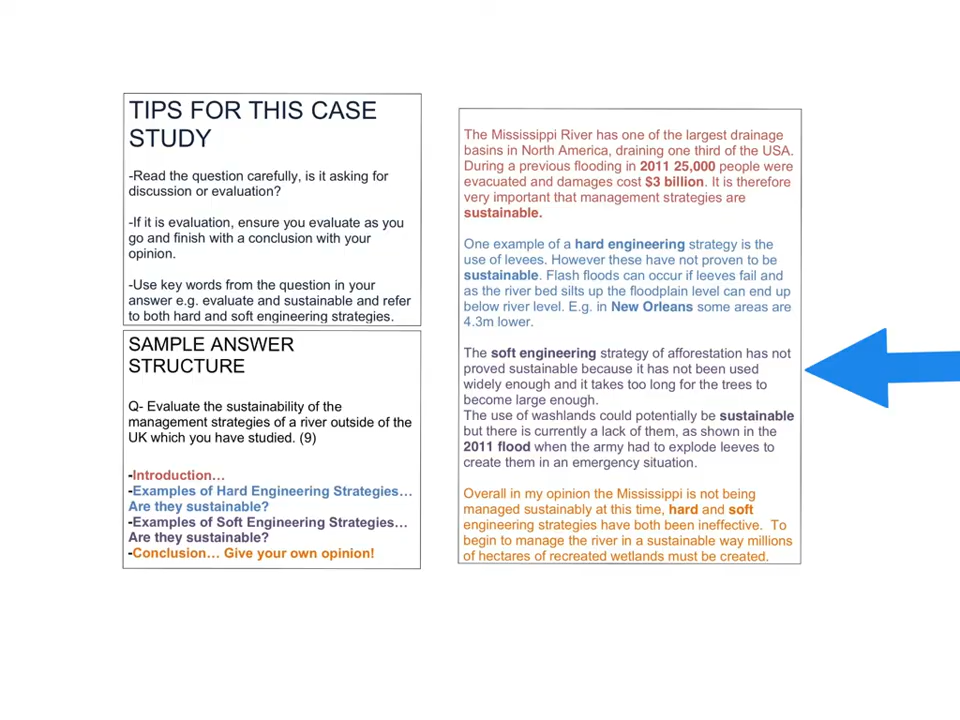 TIPS FOR THIS CASE
STUDY
-Read the question carefully, is it asking for
discussion or evaluation?
-If it is evaluation, ensure you evaluate as you
go and finish with a conclusion with your
opinion.
-Use key words from the question in your
answer e.g. evaluate and sustainable and refer
to both hard and soft engineering strategies.
SAMPLE ANSWER
STRUCTURE
Q- Evaluate the sustainability of the
management strategies of a river outside of the
UK which you have studied. (9)
-Introduction…
-Examples of Hard Engineering Strategies…
Are they sustainable?
-Examples of Soft Engineering Strategies…
Are they sustainable?
-Conclusion… Give your own opinion!
The Mississippi River has one of the largest drainage
basins in North America, draining one third of the USA.
During a previous flooding in 2011 25,000 people were
evacuated and damages cost $3 billion. It is therefore
very important that management strategies are
sustainable.
One example of a hard engineering strategy is the
use of levees. However these have not proven to be
sustainable. Flash floods can occur if leeves fail and
as the river bed silts up the floodplain level can end up
below river level. E.g. in New Orleans some areas are
4.3m lower.
The soft engineering strategy of afforestation has not
proved sustainable because it has not been used
widely enough and it takes too long for the trees to
become large enough.
The use of washlands could potentially be sustainable
but there is currently a lack of them, as shown in the
2011 flood when the army had to explode leeves to
create them in an emergency situation.
Overall in my opinion the Mississippi is not being
managed sustainably at this time, hard and soft
engineering strategies have both been ineffective. To
begin to manage the river in a sustainable way millions
of hectares of recreated wetlands must be created.